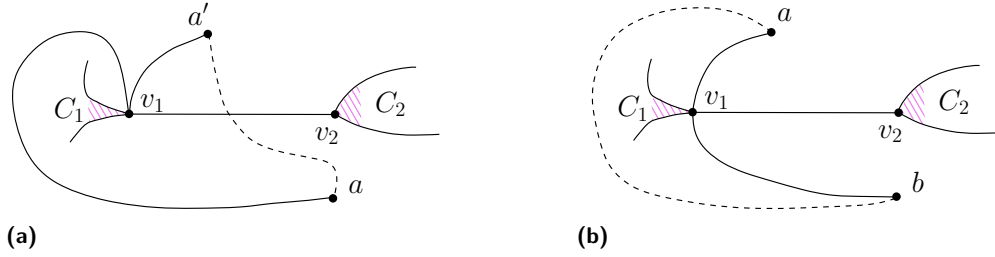 a′ a
C₁ v₁ C₂ C₁ v₁ C₂
v₂ v₂
a b
(a) (b)